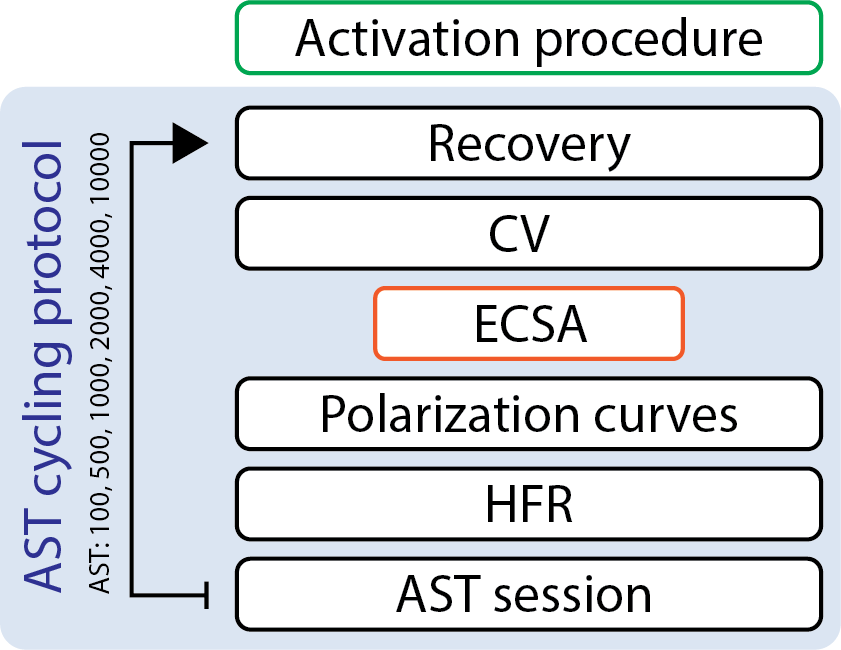 Activation procedure
AST cycling protocol
AST: 100, 500, 1000, 2000, 4000, 10000
Recovery
CV
ECSA
Polarization curves
HFR
AST session